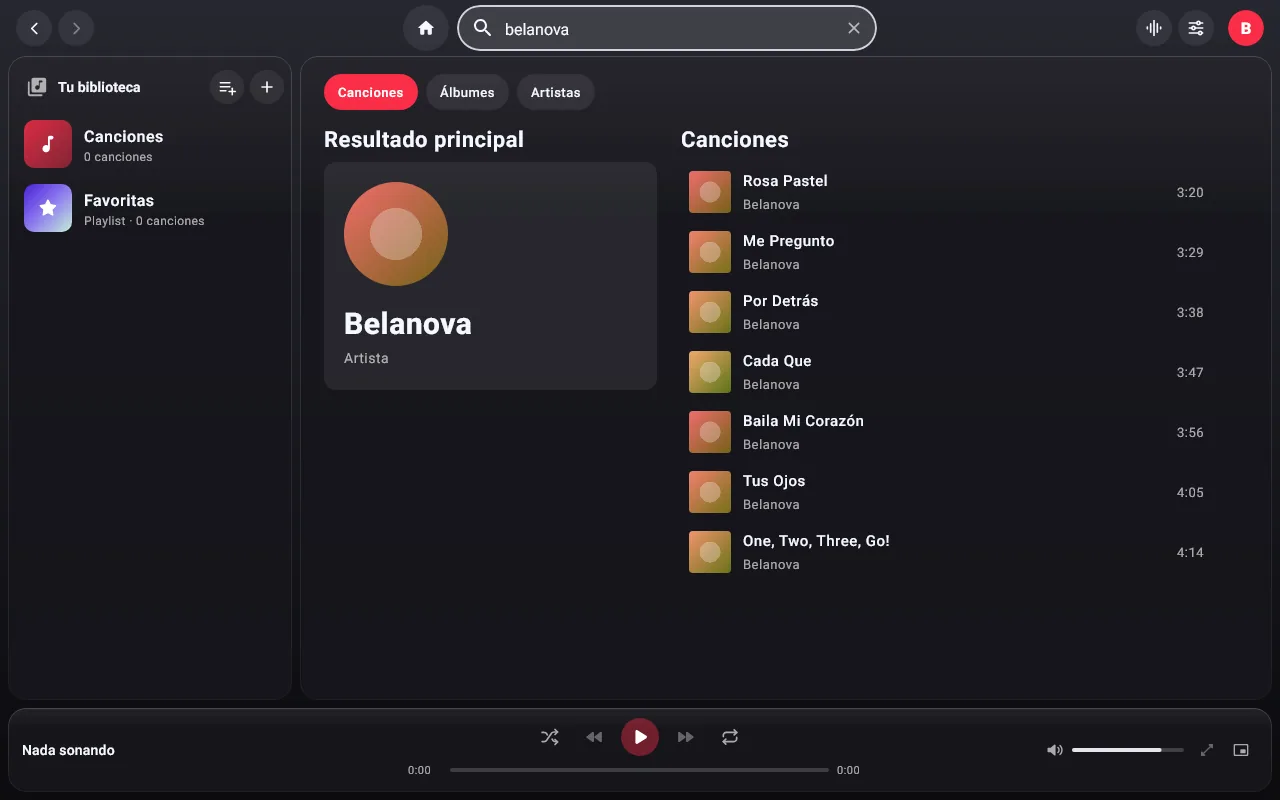 belanova
B
Tu biblioteca
Canciones
0 canciones
Favoritas
Playlist · 0 canciones
Canciones
Álbumes
Artistas
Resultado principal
Belanova
Artista
Canciones
Rosa Pastel
Belanova
3:20
Me Pregunto
Belanova
3:29
Por Detrás
Belanova
3:38
Cada Que
Belanova
3:47
Baila Mi Corazón
Belanova
3:56
Tus Ojos
Belanova
4:05
One, Two, Three, Go!
Belanova
4:14
Nada sonando
0:00
0:00